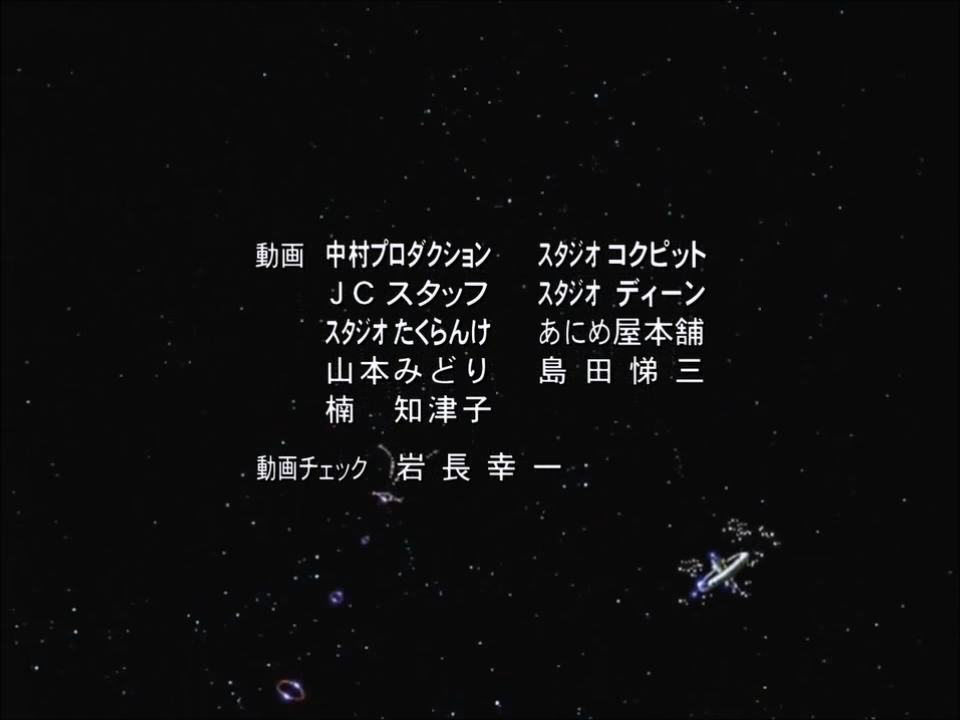 動画 中村プロダクション スタジオ コクピット
JC スタッフ スタジオ ディーン
スタジオ たくらんけ あにめ屋本舗
山本みどり 島田悌三
楠 知津子
動画チェック 岩長幸一